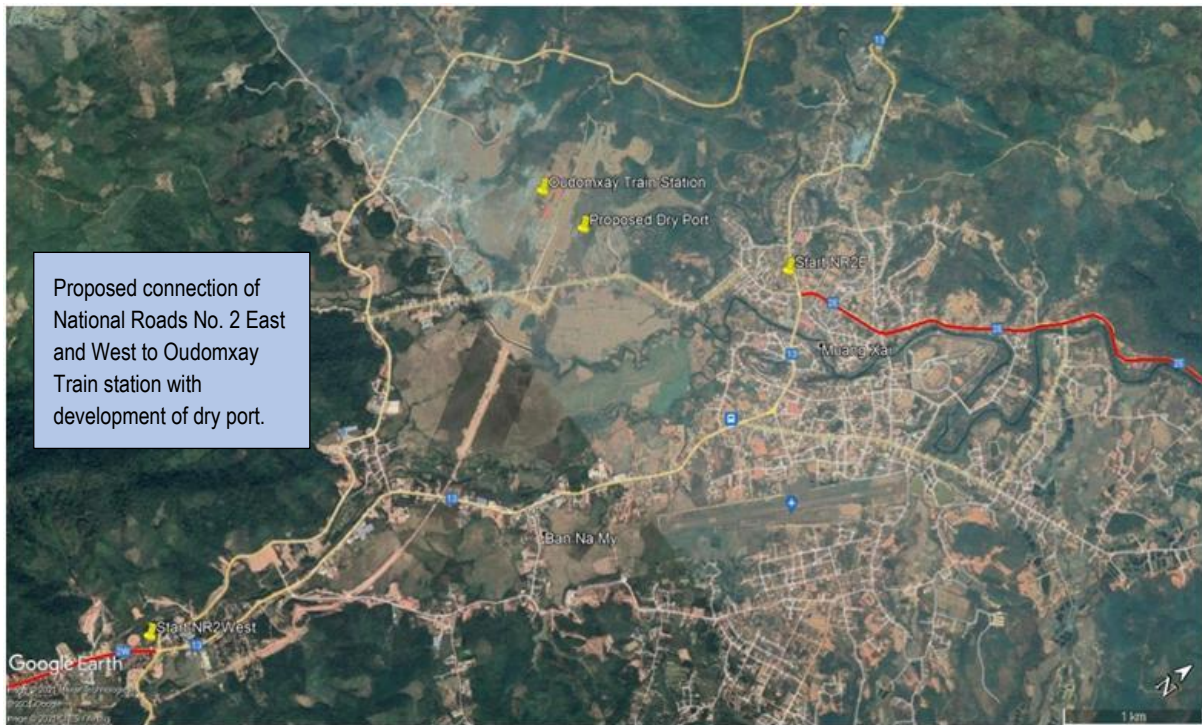 13
Oudomxay Train Station
Proposed Dry Port
Proposed connection of
National Roads No. 2 East
and West to Oudomxay
Train station with
development of dry port.
Start NR2E
2E
2E
13
Muang Xai
2E
13
Ban Na My
Start NR2West
2W
13
Google Earth
N
1 km